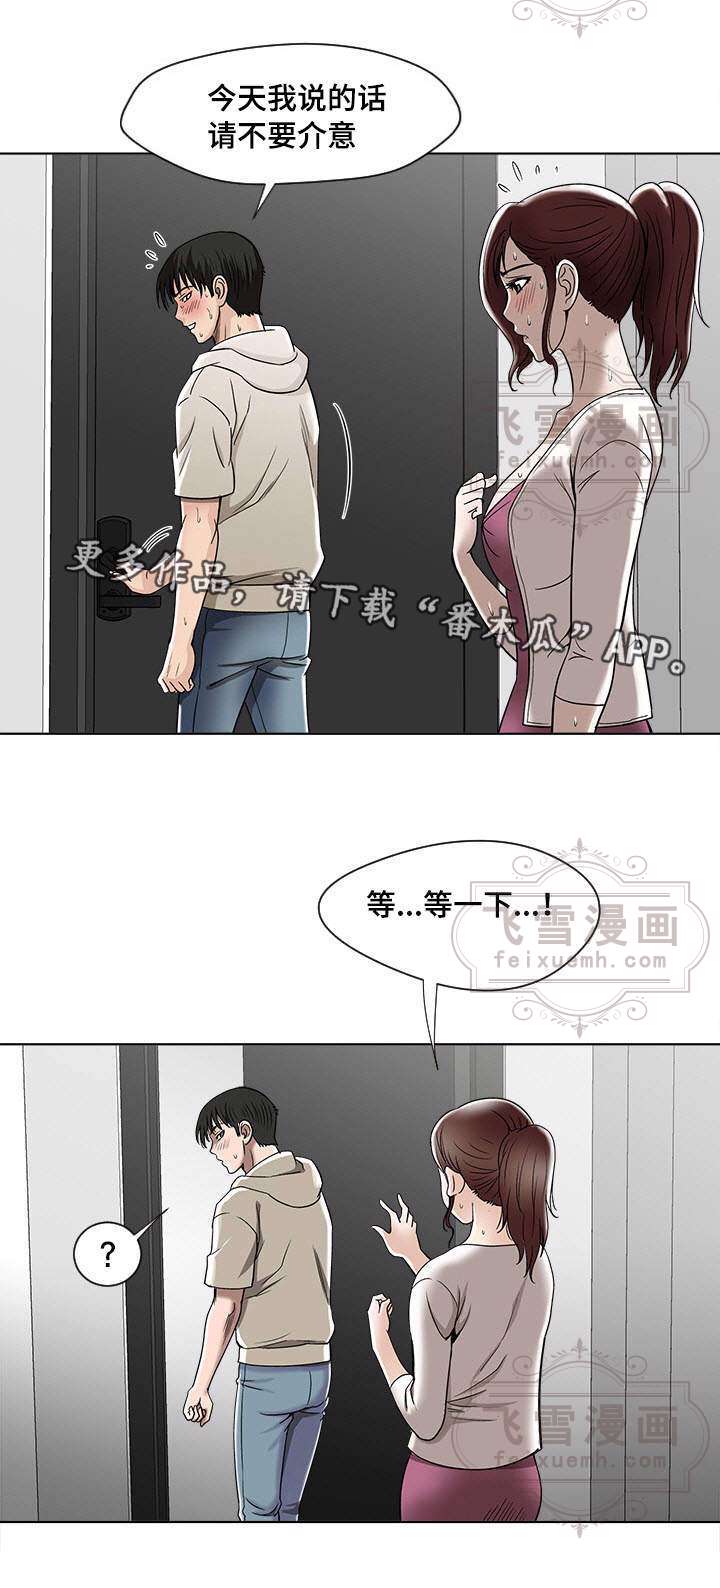 今天我说的话
请不要介意
飞雪漫画
feixuemh.com
更多作品，请下载“番木瓜”APP。
等...等一下...！
飞雪漫画
feixuemh.com
?
飞雪漫画
feixuemh.com